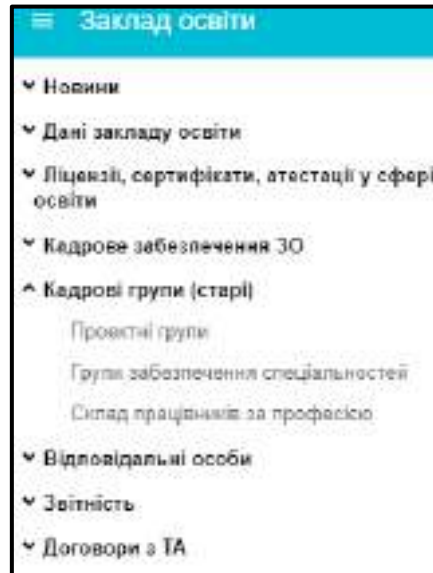 Заклад освіти
Новини
Дані закладу освіти
Ліцензії, сертифікати, атестації у сфері
освіти
Кадрове забезпечення ЗО
Кадрові групи (старі)
Проектні групи
Групи забезпечення спеціальностей
Склад працівників за професією
Відповідальні особи
Звітність
Договори з ТА